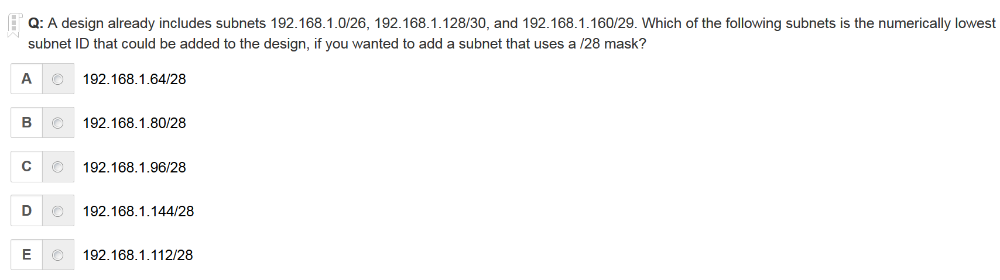 Q: A design already includes subnets 192.168.1.0/26, 192.168.1.128/30, and 192.168.1.160/29. Which of the following subnets is the numerically lowest
subnet ID that could be added to the design, if you wanted to add a subnet that uses a /28 mask?
A 192.168.1.64/28
B 192.168.1.80/28
C 192.168.1.96/28
D 192.168.1.144/28
E 192.168.1.112/28